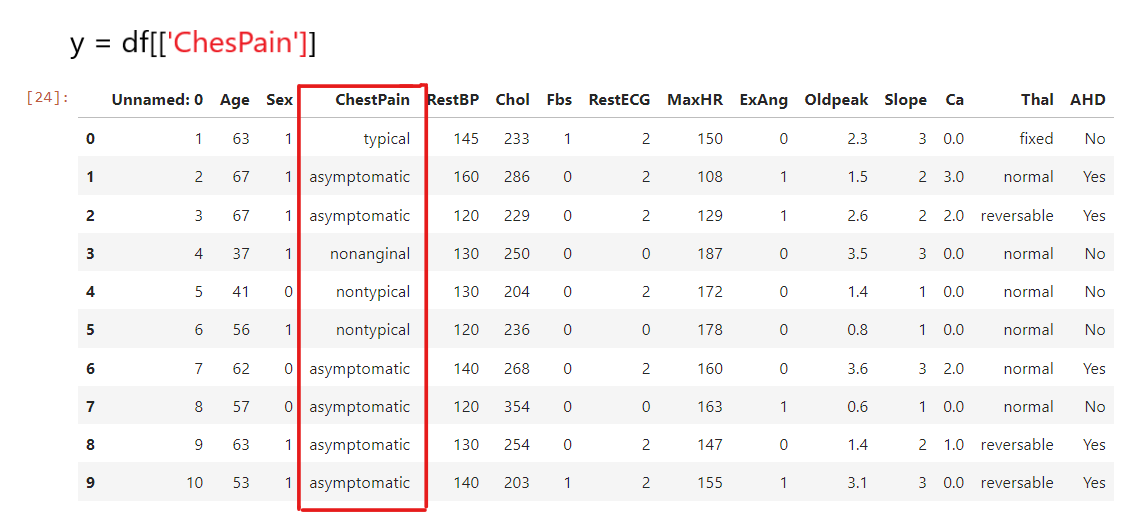 y = df[['ChesPain']]
[24]: Unnamed: 0 Age Sex ChestPain RestBP Chol Fbs RestECG MaxHR ExAng Oldpeak Slope Ca Thal AHD
0 1 63 1 typical 145 233 1 2 150 0 2.3 3 0.0 fixed No
1 2 67 1 asymptomatic 160 286 0 2 108 1 1.5 2 3.0 normal Yes
2 3 67 1 asymptomatic 120 229 0 2 129 1 2.6 2 2.0 reversable Yes
3 4 37 1 nonanginal 130 250 0 0 187 0 3.5 3 0.0 normal No
4 5 41 0 nontypical 130 204 0 2 172 0 1.4 1 0.0 normal No
5 6 56 1 nontypical 120 236 0 0 178 0 0.8 1 0.0 normal No
6 7 62 0 asymptomatic 140 268 0 2 160 0 3.6 3 2.0 normal Yes
7 8 57 0 asymptomatic 120 354 0 0 163 1 0.6 1 0.0 normal No
8 9 63 1 asymptomatic 130 254 0 2 147 0 1.4 2 1.0 reversable Yes
9 10 53 1 asymptomatic 140 203 1 2 155 1 3.1 3 0.0 reversable Yes